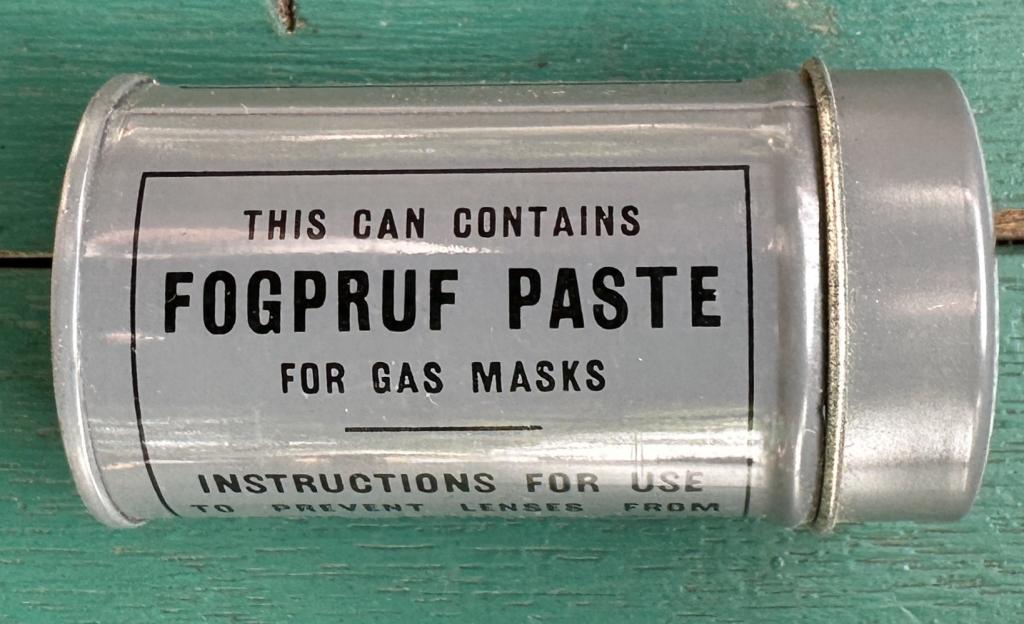 THIS CAN CONTAINS
FOGPRUF PASTE
FOR GAS MASKS
INSTRUCTIONS FOR USE
TO PREVENT LENSES FROM